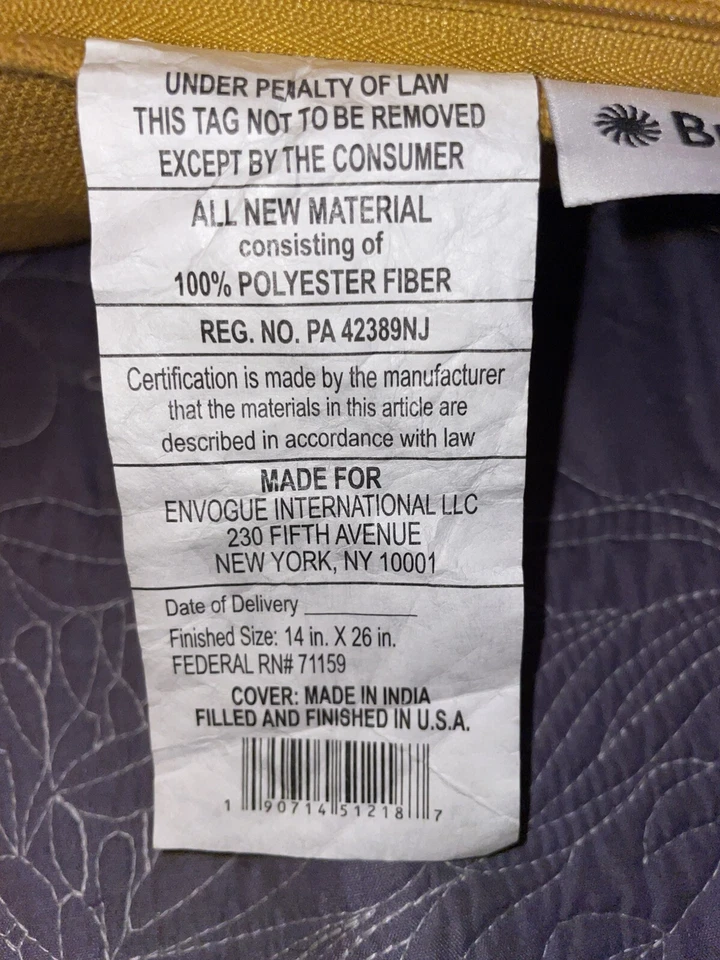 UNDER PENALTY OF LAW
THIS TAG NOT TO BE REMOVED
EXCEPT BY THE CONSUMER
ALL NEW MATERIAL
consisting of
100% POLYESTER FIBER
REG. NO. PA 42389NJ
Certification is made by the manufacturer
that the materials in this article are
described in accordance with law
MADE FOR
ENVOGUE INTERNATIONAL LLC
230 FIFTH AVENUE
NEW YORK, NY 10001
Date of Delivery
Finished Size: 14 in. X 26 in.
FEDERAL RN# 71159
COVER: MADE IN INDIA
FILLED AND FINISHED IN U.S.A.
1 90714 51218 7